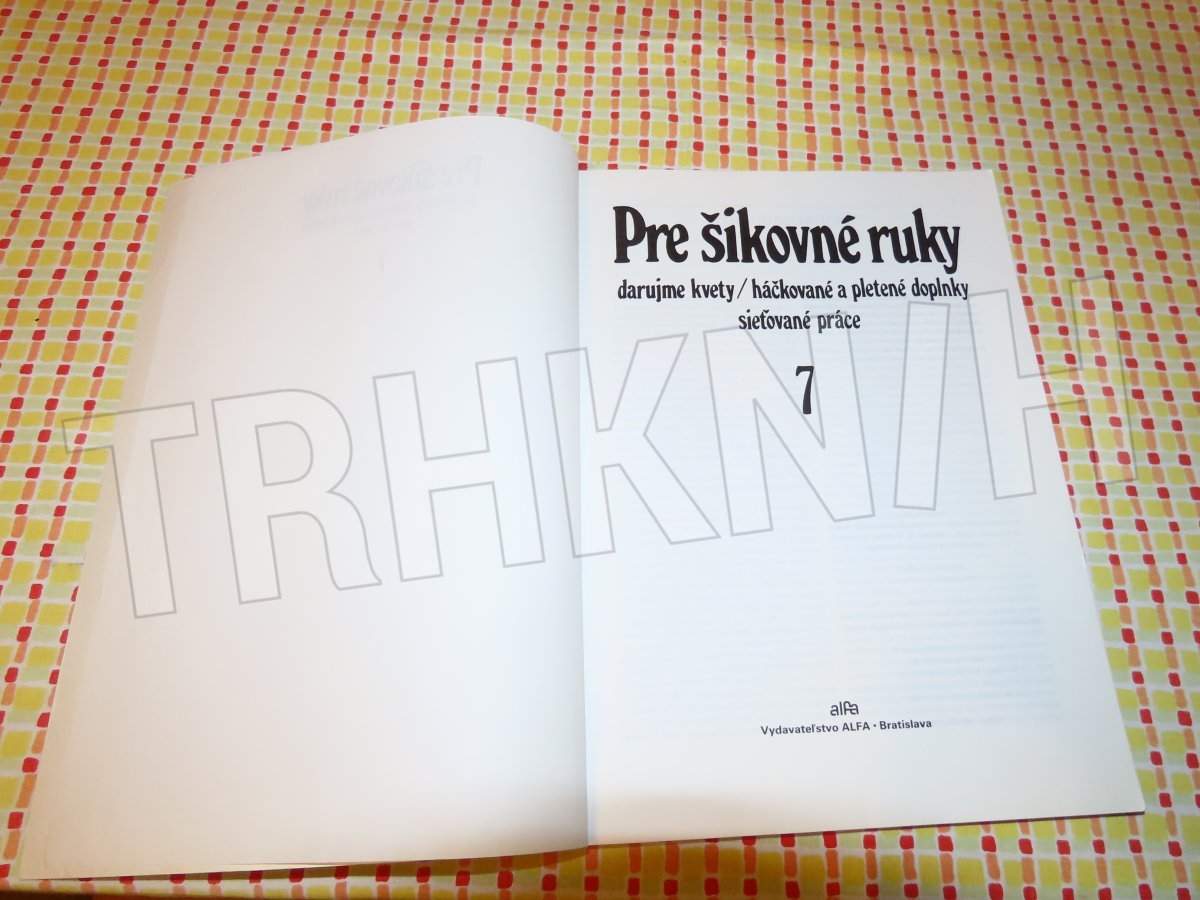 Pre šikovné ruky
darujme kvety / háčkované a pletené doplnky
sieťované práce
7
TRHKNIH
alfa
Vydavateľstvo ALFA · Bratislava